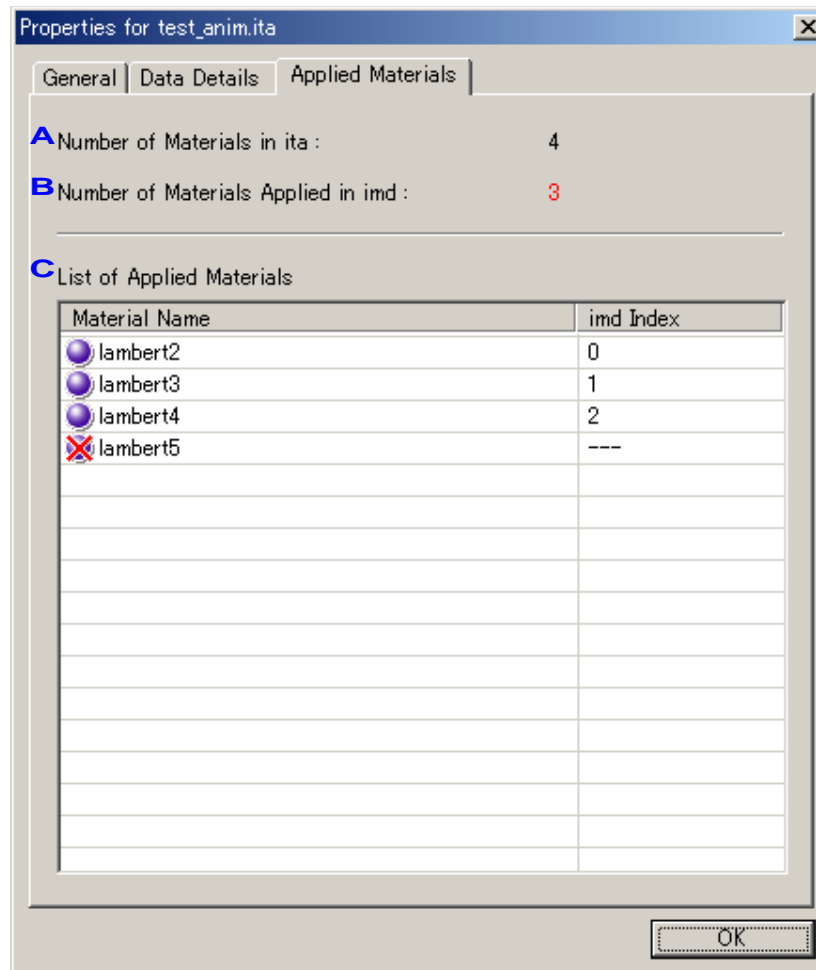 Properties for test_anim.ita
General Data Details Applied Materials
A Number of Materials in ita : 4
B Number of Materials Applied in imd : 3
C List of Applied Materials
Material Name imd Index
lambert2 0
lambert3 1
lambert4 2
lambert5 ---
OK